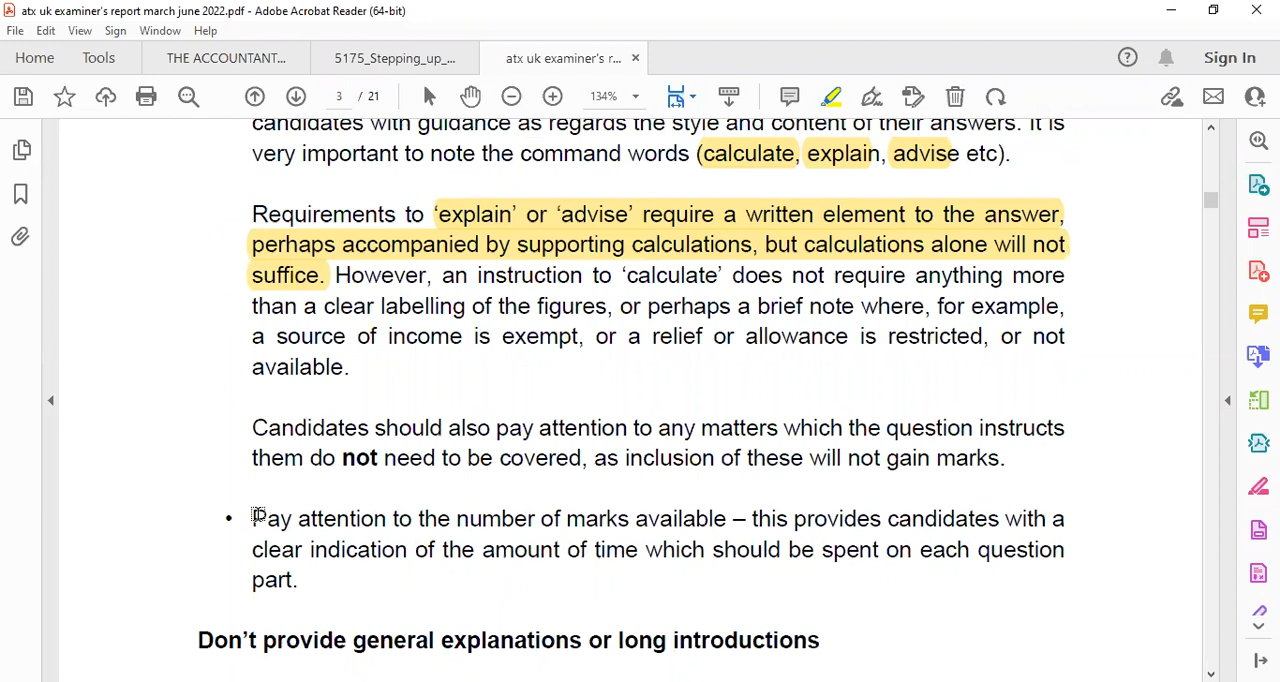 atx uk examiner's report march june 2022.pdf - Adobe Acrobat Reader (64-bit)
File Edit View Sign Window Help
Home Tools THE ACCOUNTANT... 5175_Stepping_up_... atx uk examiner's r... × Sign In
3 / 21 134%
candidates with guidance as regards the style and content of their answers. It is
very important to note the command words (calculate, explain, advise etc).
Requirements to ‘explain’ or ‘advise’ require a written element to the answer,
perhaps accompanied by supporting calculations, but calculations alone will not
suffice. However, an instruction to ‘calculate’ does not require anything more
than a clear labelling of the figures, or perhaps a brief note where, for example,
a source of income is exempt, or a relief or allowance is restricted, or not
available.
Candidates should also pay attention to any matters which the question instructs
them do not need to be covered, as inclusion of these will not gain marks.
• Pay attention to the number of marks available – this provides candidates with a
clear indication of the amount of time which should be spent on each question
part.
Don’t provide general explanations or long introductions